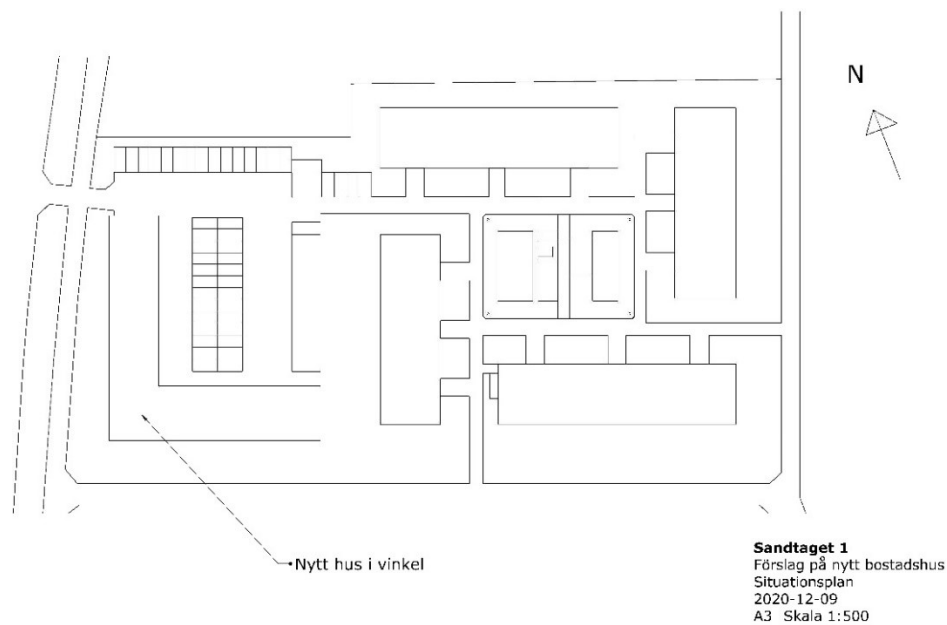 N
Nytt hus i vinkel
Sandtaget 1
Förslag på nytt bostadshus
Situationsplan
2020-12-09
A3 Skala 1:500